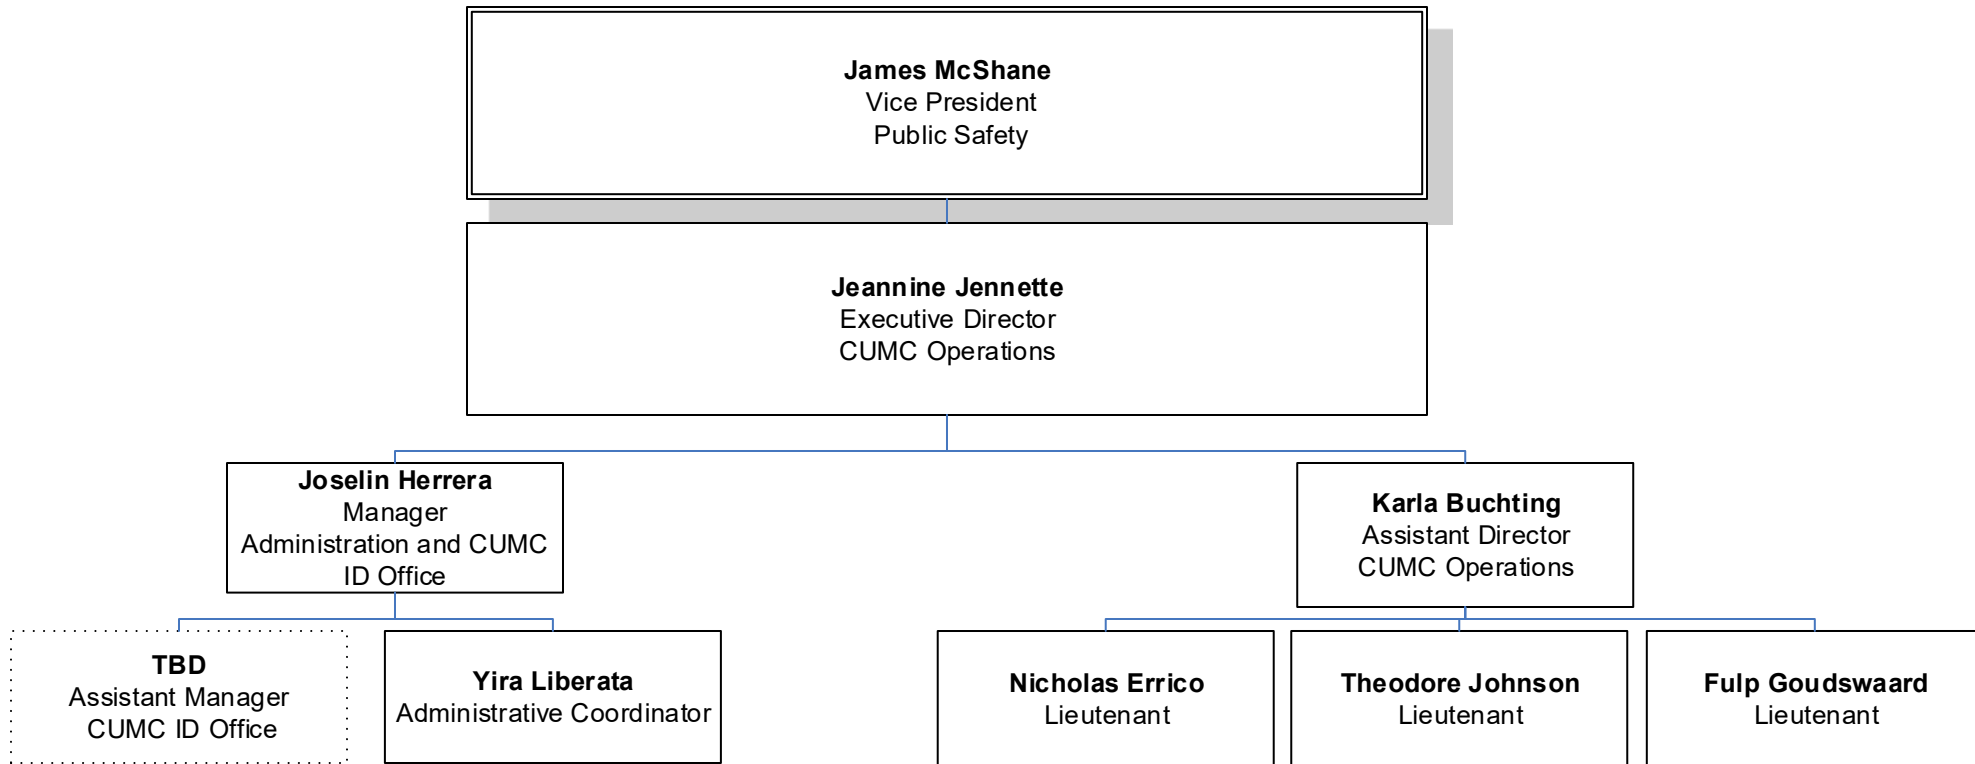 James McShane
Vice President
Public Safety
Jeannine Jennette
Executive Director
CUMC Operations
Joselin Herrera
Manager
Administration and CUMC
ID Office
Karla Buchting
Assistant Director
CUMC Operations
TBD
Assistant Manager
CUMC ID Office
Yira Liberata
Administrative Coordinator
Nicholas Errico
Lieutenant
Theodore Johnson
Lieutenant
Fulp Goudswaard
Lieutenant